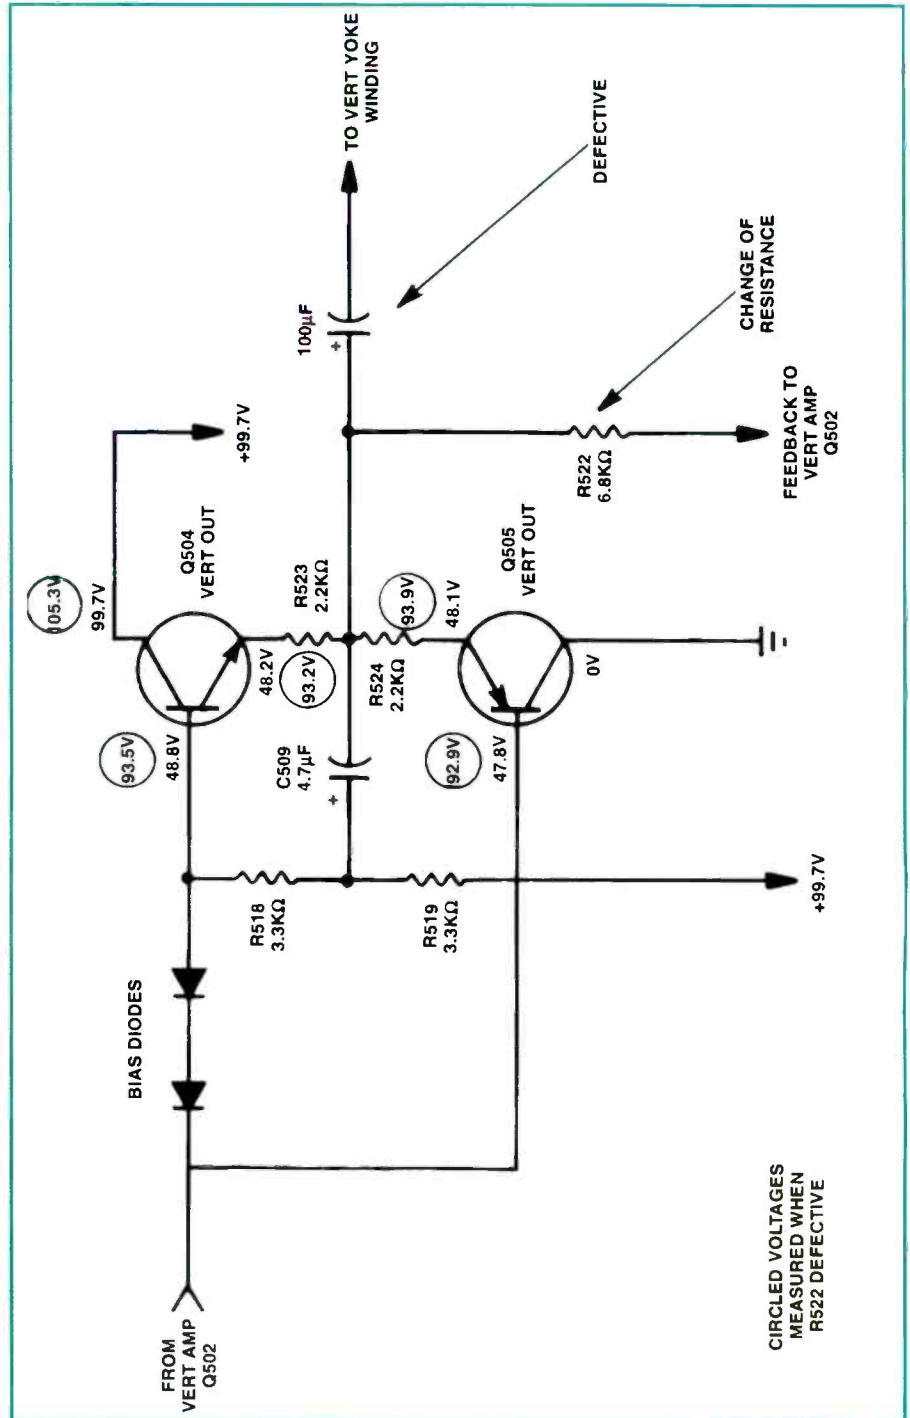 FROM
VERT AMP
Q502
BIAS DIODES
93.5V
48.8V
105.3V
99.7V
Q504
VERT OUT
+99.7V
48.2V
93.2V
R523
2.2KΩ
R518
3.3KΩ
C509
4.7µF
+
R519
3.3KΩ
+99.7V
R524
2.2KΩ
93.9V
48.1V
92.9V
47.8V
Q505
VERT OUT
0V
100µF
+
TO VERT YOKE
WINDING
DEFECTIVE
R522
6.8KΩ
CHANGE OF
RESISTANCE
FEEDBACK TO
VERT AMP
Q502
CIRCLED VOLTAGES
MEASURED WHEN
R522 DEFECTIVE